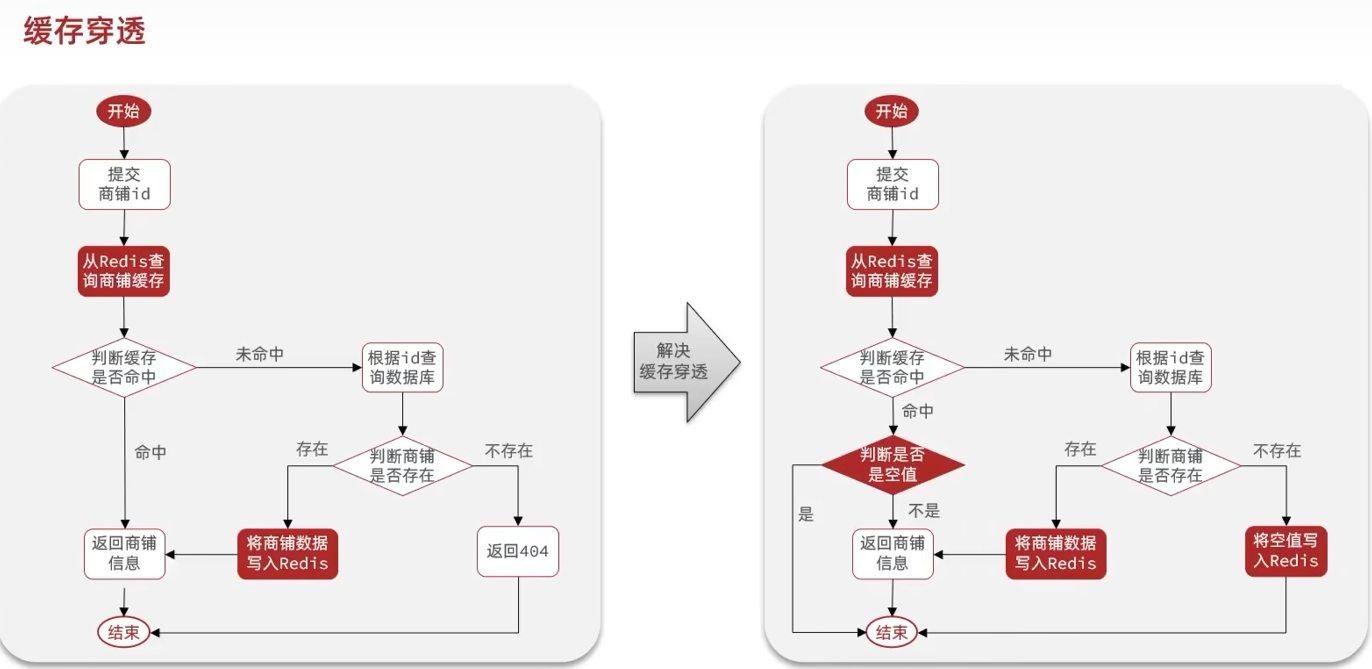 缓存穿透
开始
提交
商铺id
从Redis查
询商铺缓存
判断缓存
是否命中
未命中
根据id查
询数据库
命中
存在
判断商铺
是否存在
不存在
返回商铺
信息
将商铺数据
写入Redis
返回404
结束
解决
缓存穿透
开始
提交
商铺id
从Redis查
询商铺缓存
判断缓存
是否命中
未命中
根据id查
询数据库
命中
判断是否
是空值
存在
判断商铺
是否存在
不存在
是
不是
返回商铺
信息
将商铺数据
写入Redis
将空值写
入Redis
结束